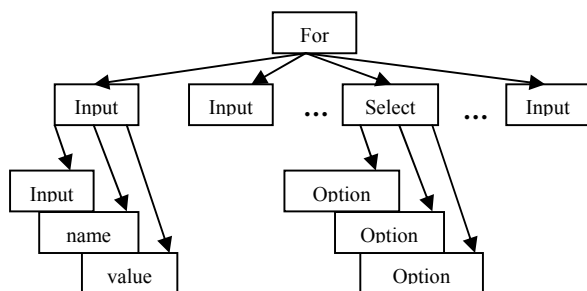 For
Input Input ... Select ... Input
Input Option
name Option
value Option